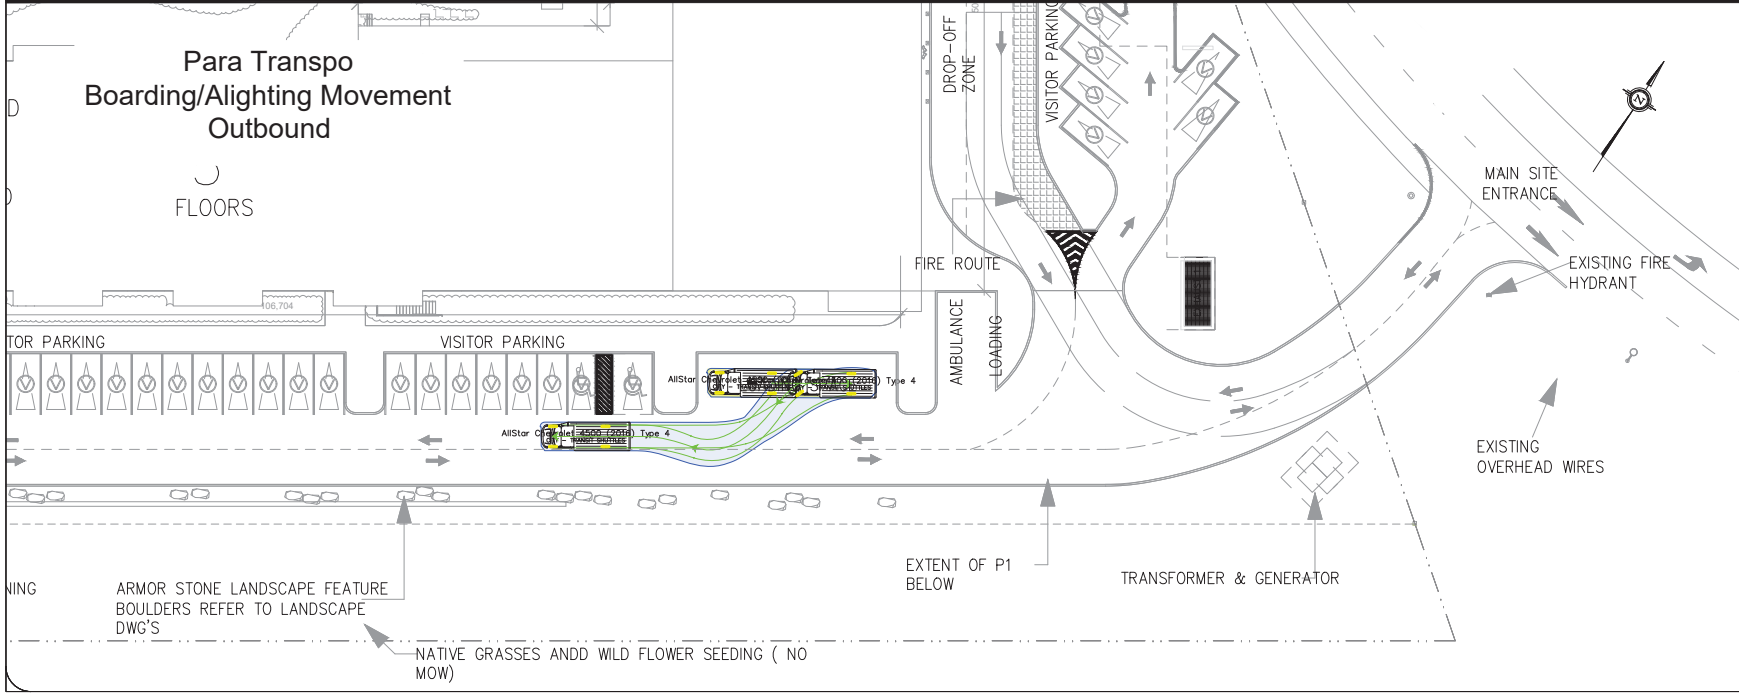 Para Transpo
Boarding/Alighting Movement
Outbound
FLOORS
DROP-OFF
ZONE
VISITOR PARKING
MAIN SITE
ENTRANCE
FIRE ROUTE
EXISTING FIRE
HYDRANT
106,704
AMBULANCE
LOADING
TOR PARKING
VISITOR PARKING
AllStar Chevrolet 4500 (2016) Type 4
AllStar Chevrolet 4500 (2016) Type 4
EXISTING
OVERHEAD WIRES
EXTENT OF P1
BELOW
TRANSFORMER & GENERATOR
NING
ARMOR STONE LANDSCAPE FEATURE
BOULDERS REFER TO LANDSCAPE
DWG'S
NATIVE GRASSES ANDD WILD FLOWER SEEDING ( NO
MOW)